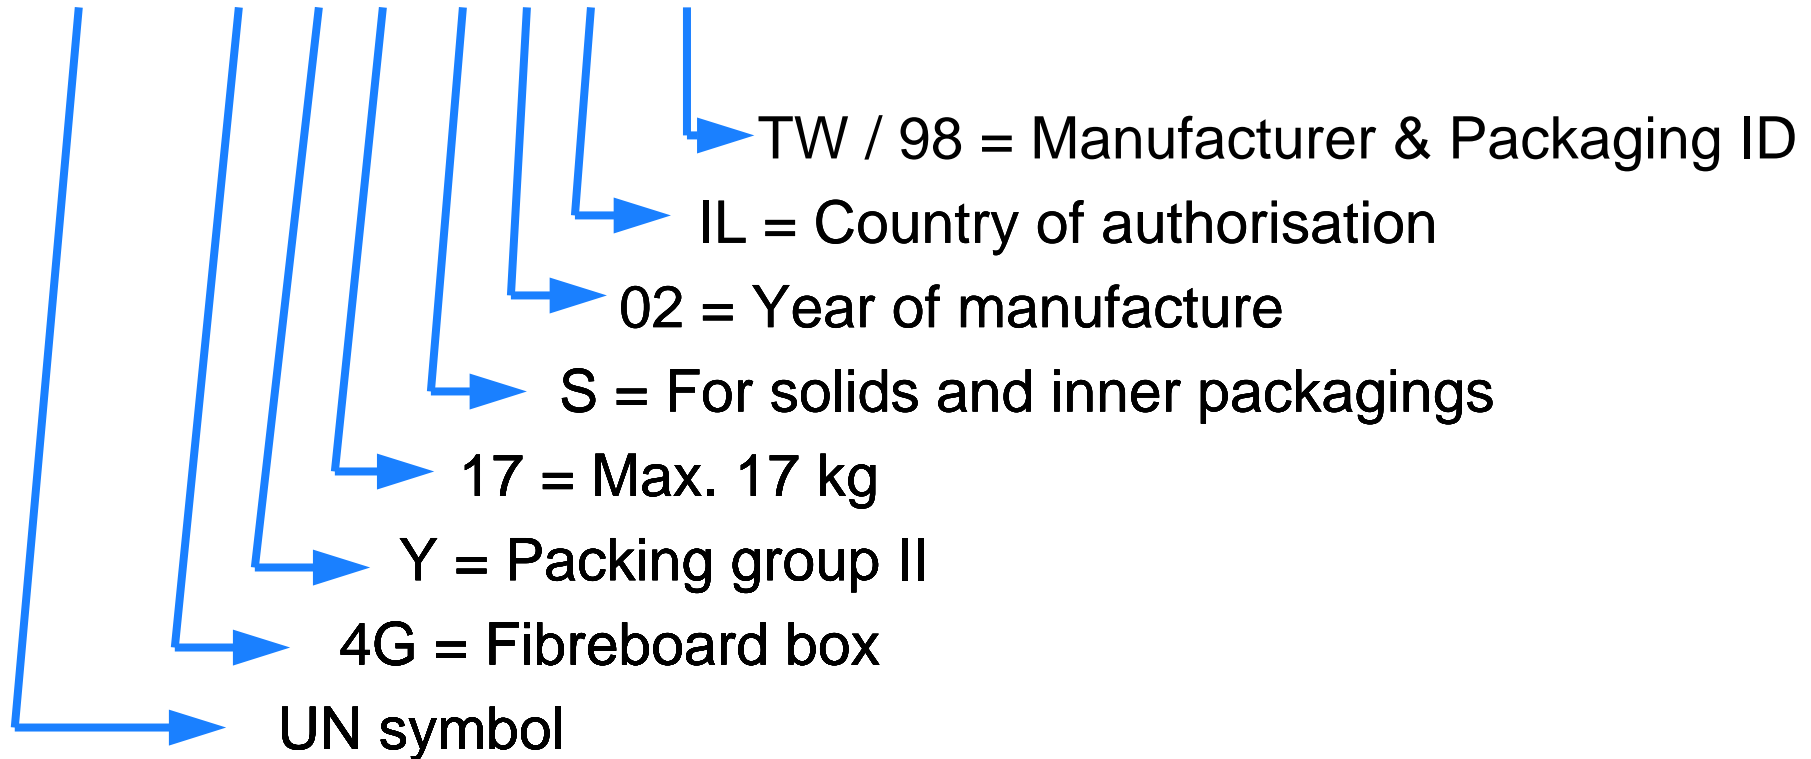 TW / 98 = Manufacturer & Packaging ID
IL = Country of authorisation
02 = Year of manufacture
S = For solids and inner packagings
17 = Max. 17 kg
Y = Packing group II
4G = Fibreboard box
UN symbol